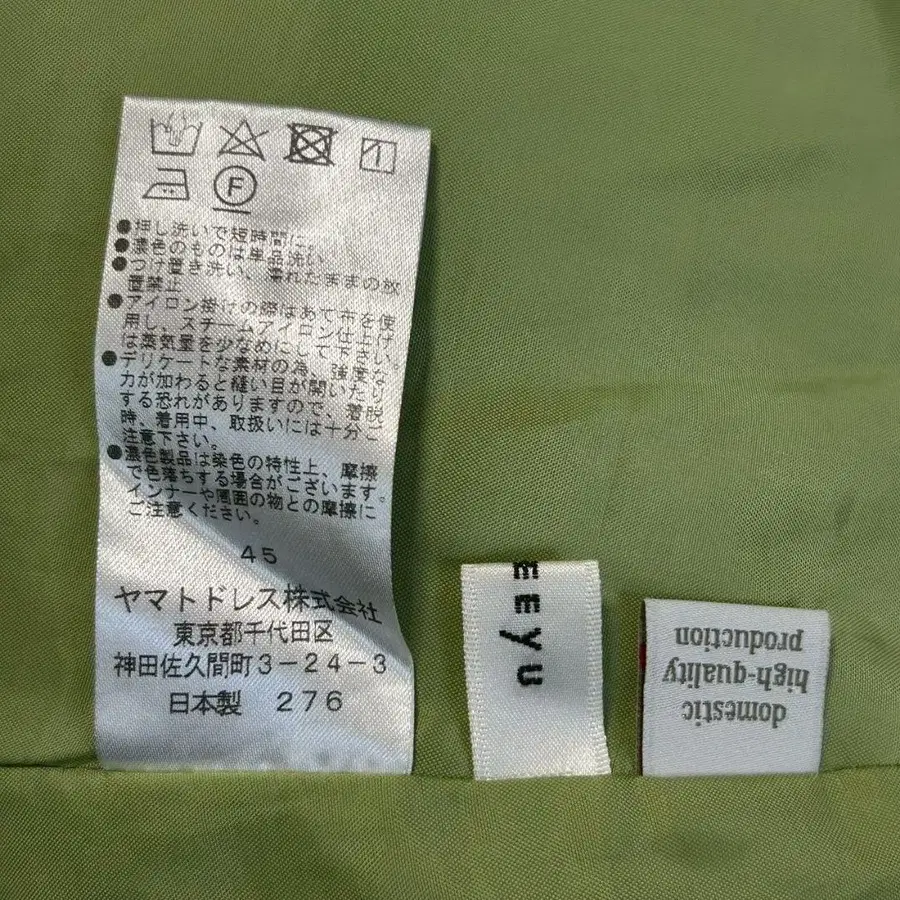 F
●押し洗いで短時間に。
●濃色のものは単品洗い。
●つけ置き洗い、濡れたままの放
置禁止
●アイロン掛けの際はあて布を使
用し、スチームアイロン仕上げ
は蒸気量を少なめにして下さい。
●デリケートな素材の為、強度な
力が加わると縫い目が開いたり
する恐れがありますので、着脱
時、着用中、取扱いには十分ご
注意下さい。
●濃色製品は染色の特性上、摩擦
で色落ちする場合がございます。
インナーや周囲の物との摩擦に
ご注意ください。
45
ヤマトドレス株式会社
東京都千代田区
神田佐久間町3-24-3
日本製 276
EEYU
domestic
high-quality
production